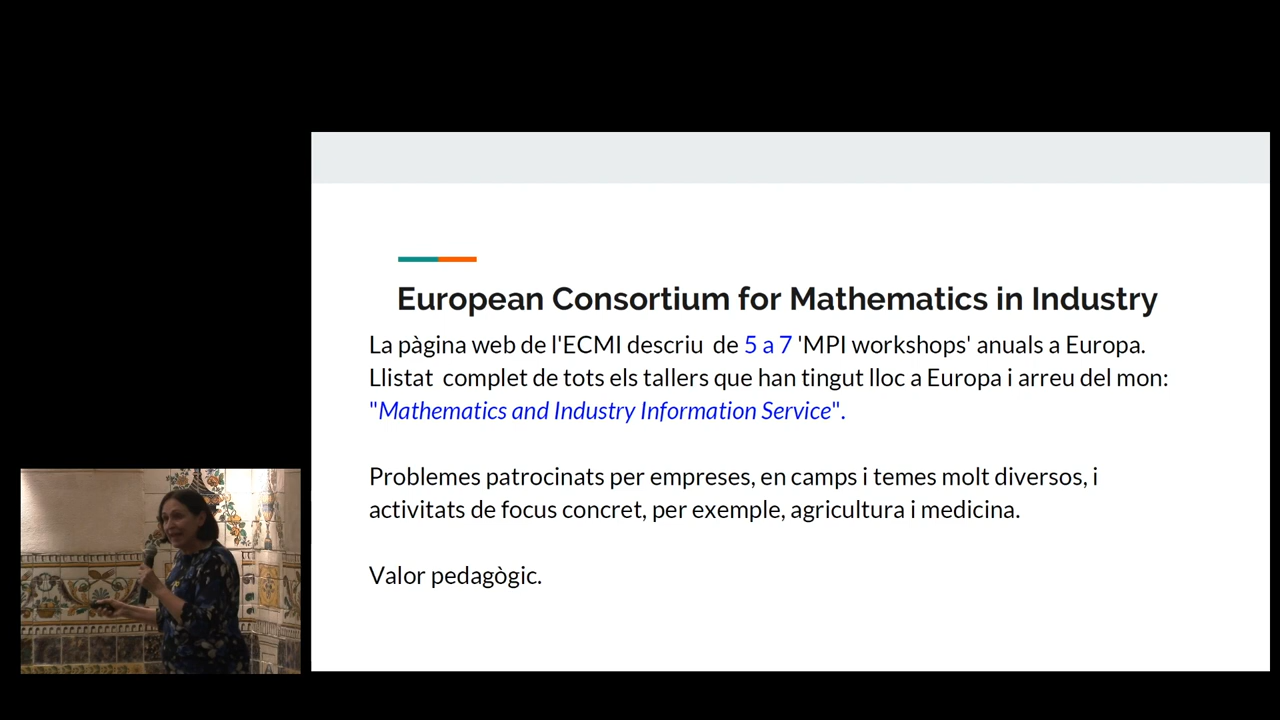 European Consortium for Mathematics in Industry
La pàgina web de l'ECMI descriu  de 5 a 7 'MPI workshops' anuals a Europa.
Llistat  complet de tots els tallers que han tingut lloc a Europa i arreu del mon:
"Mathematics and Industry Information Service".
Problemes patrocinats per empreses, en camps i temes molt diversos, i
activitats de focus concret, per exemple, agricultura i medicina.
Valor pedagògic.